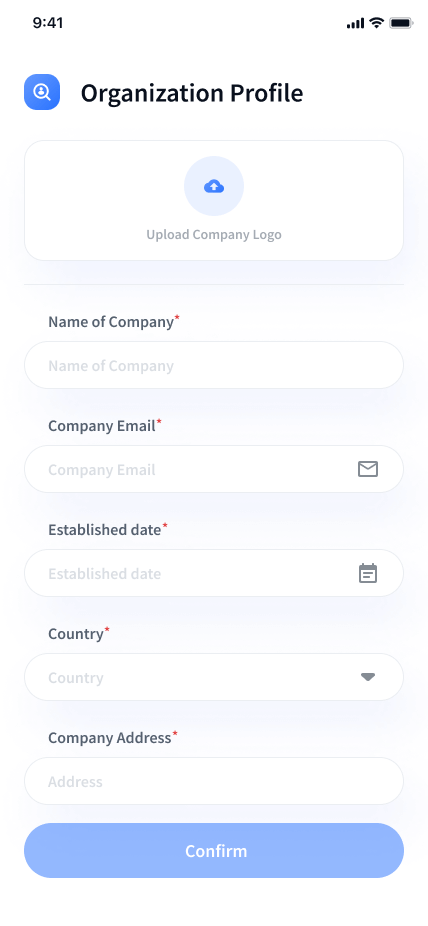 9:41
Organization Profile
Upload Company Logo
Name of Company*
Name of Company
Company Email*
Company Email
Established date*
Established date
Country*
Country
Company Address*
Address
Confirm